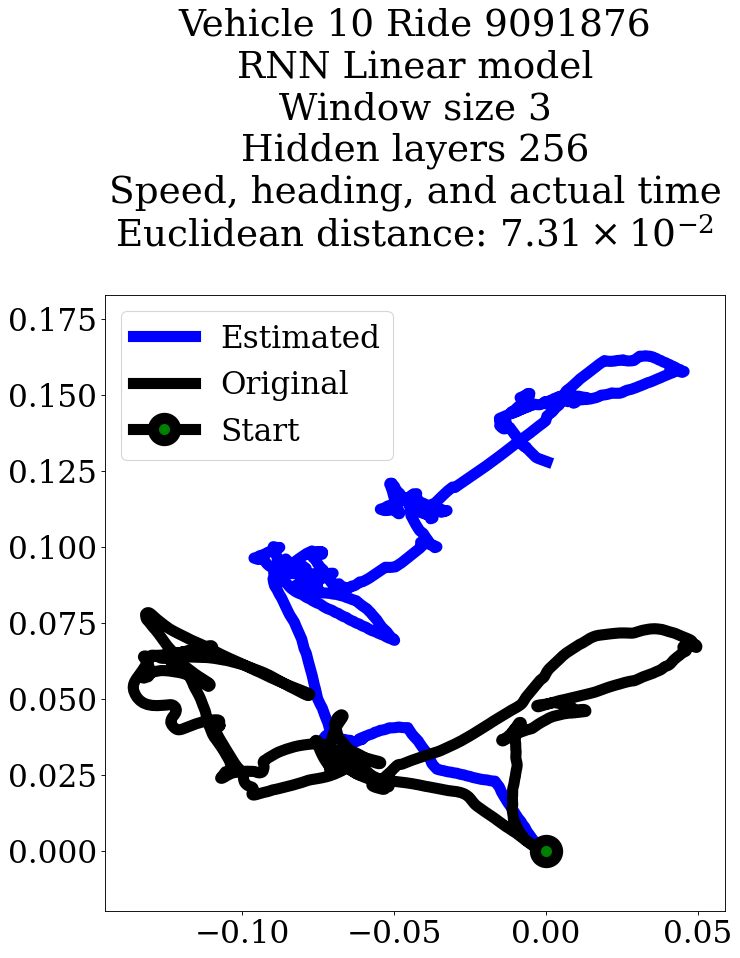 Vehicle 10 Ride 9091876
RNN Linear model
Window size 3
Hidden layers 256
Speed, heading, and actual time
Euclidean distance: 7.31 × 10⁻²
Estimated
Original
Start
0.175
0.150
0.125
0.100
0.075
0.050
0.025
0.000
−0.10 −0.05 0.00 0.05